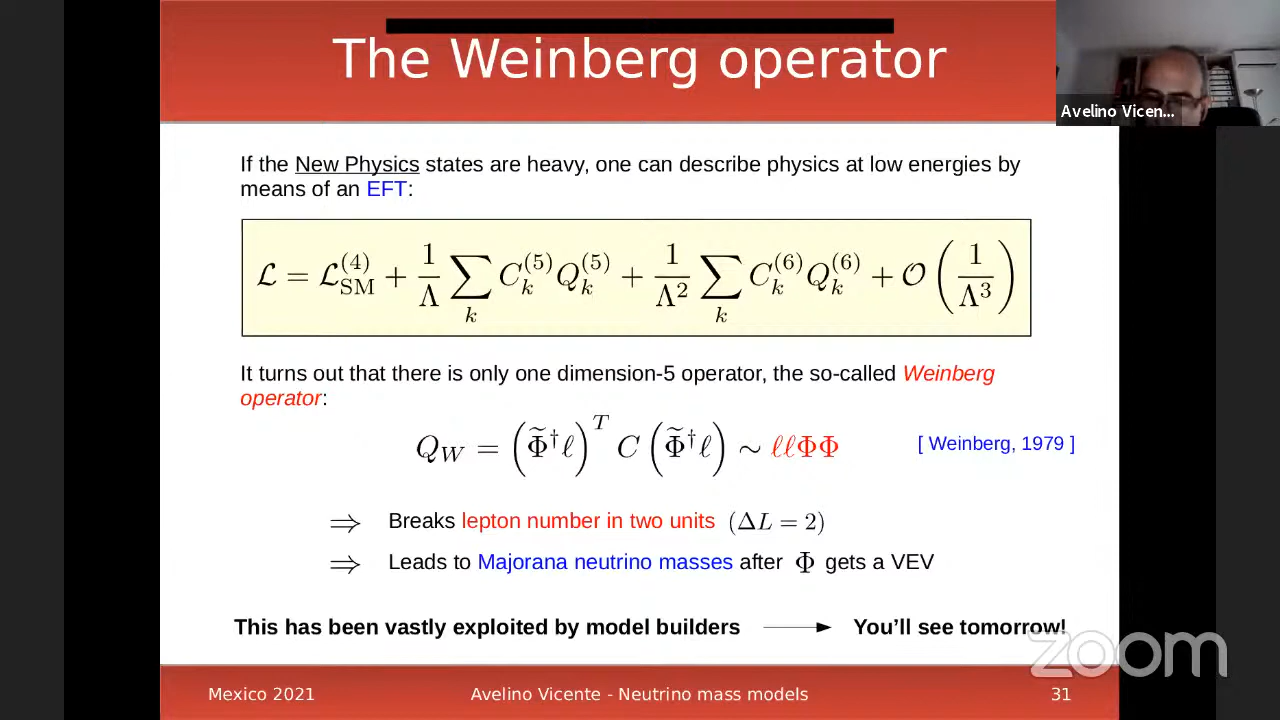 The Weinberg operator
Avelino Vicen...
If the New Physics states are heavy, one can describe physics at low energies by
means of an EFT:
ℒ = ℒ_SM^(4) + 1/Λ ∑_k C_k^(5) Q_k^(5) + 1/Λ² ∑_k C_k^(6) Q_k^(6) + 𝒪(1/Λ³)
It turns out that there is only one dimension-5 operator, the so-called Weinberg
operator:
Q_W = (Φ̃†ℓ)^T C (Φ̃†ℓ) ~ ℓℓΦΦ [ Weinberg, 1979 ]
⇒ Breaks lepton number in two units (ΔL = 2)
⇒ Leads to Majorana neutrino masses after Φ gets a VEV
This has been vastly exploited by model builders → You'll see tomorrow!
zoom
Mexico 2021 Avelino Vicente - Neutrino mass models 31